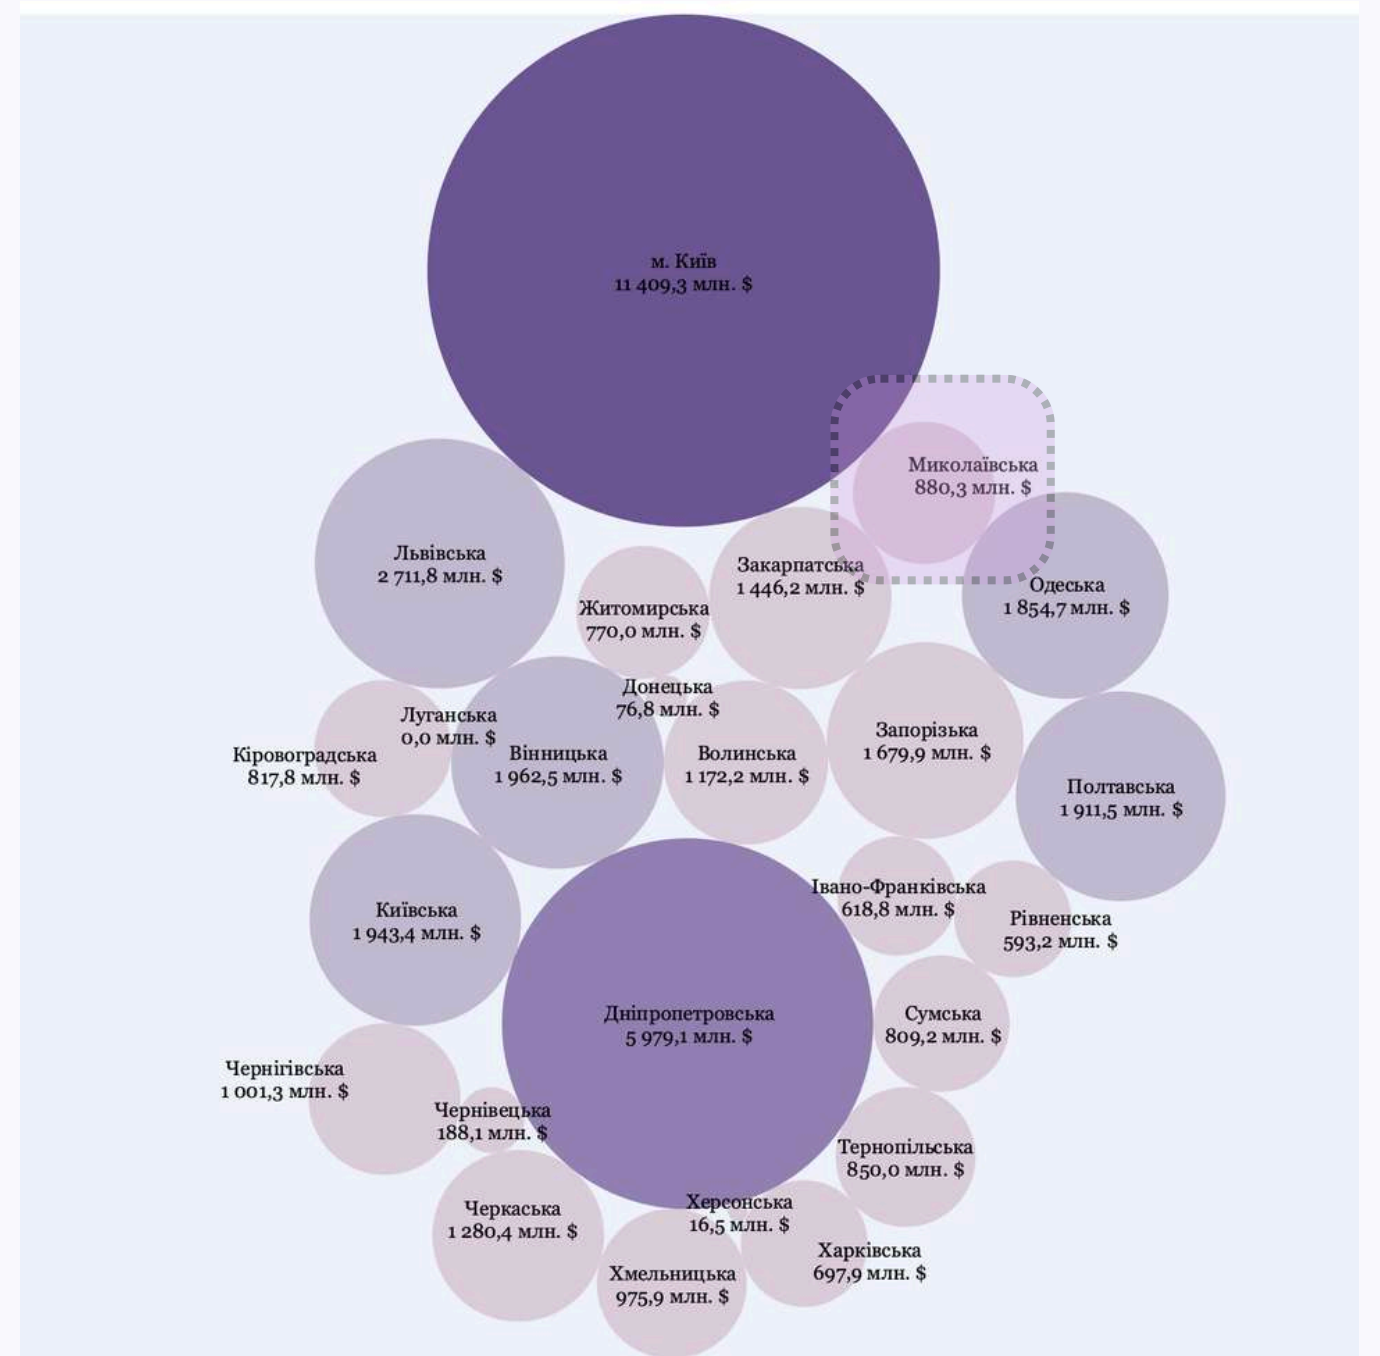 м. Київ
11 409,3 млн. $
Миколаївська
880,3 млн. $
Львівська
2 711,8 млн. $
Закарпатська
1 446,2 млн. $
Одеська
1 854,7 млн. $
Житомирська
770,0 млн. $
Донецька
76,8 млн. $
Луганська
0,0 млн. $
Кіровоградська
817,8 млн. $
Вінницька
1 962,5 млн. $
Волинська
1 172,2 млн. $
Запорізька
1 679,9 млн. $
Полтавська
1 911,5 млн. $
Івано-Франківська
618,8 млн. $
Київська
1 943,4 млн. $
Рівненська
593,2 млн. $
Дніпропетровська
5 979,1 млн. $
Сумська
809,2 млн. $
Чернігівська
1 001,3 млн. $
Чернівецька
188,1 млн. $
Тернопільська
850,0 млн. $
Черкаська
1 280,4 млн. $
Херсонська
16,5 млн. $
Харківська
697,9 млн. $
Хмельницька
975,9 млн. $